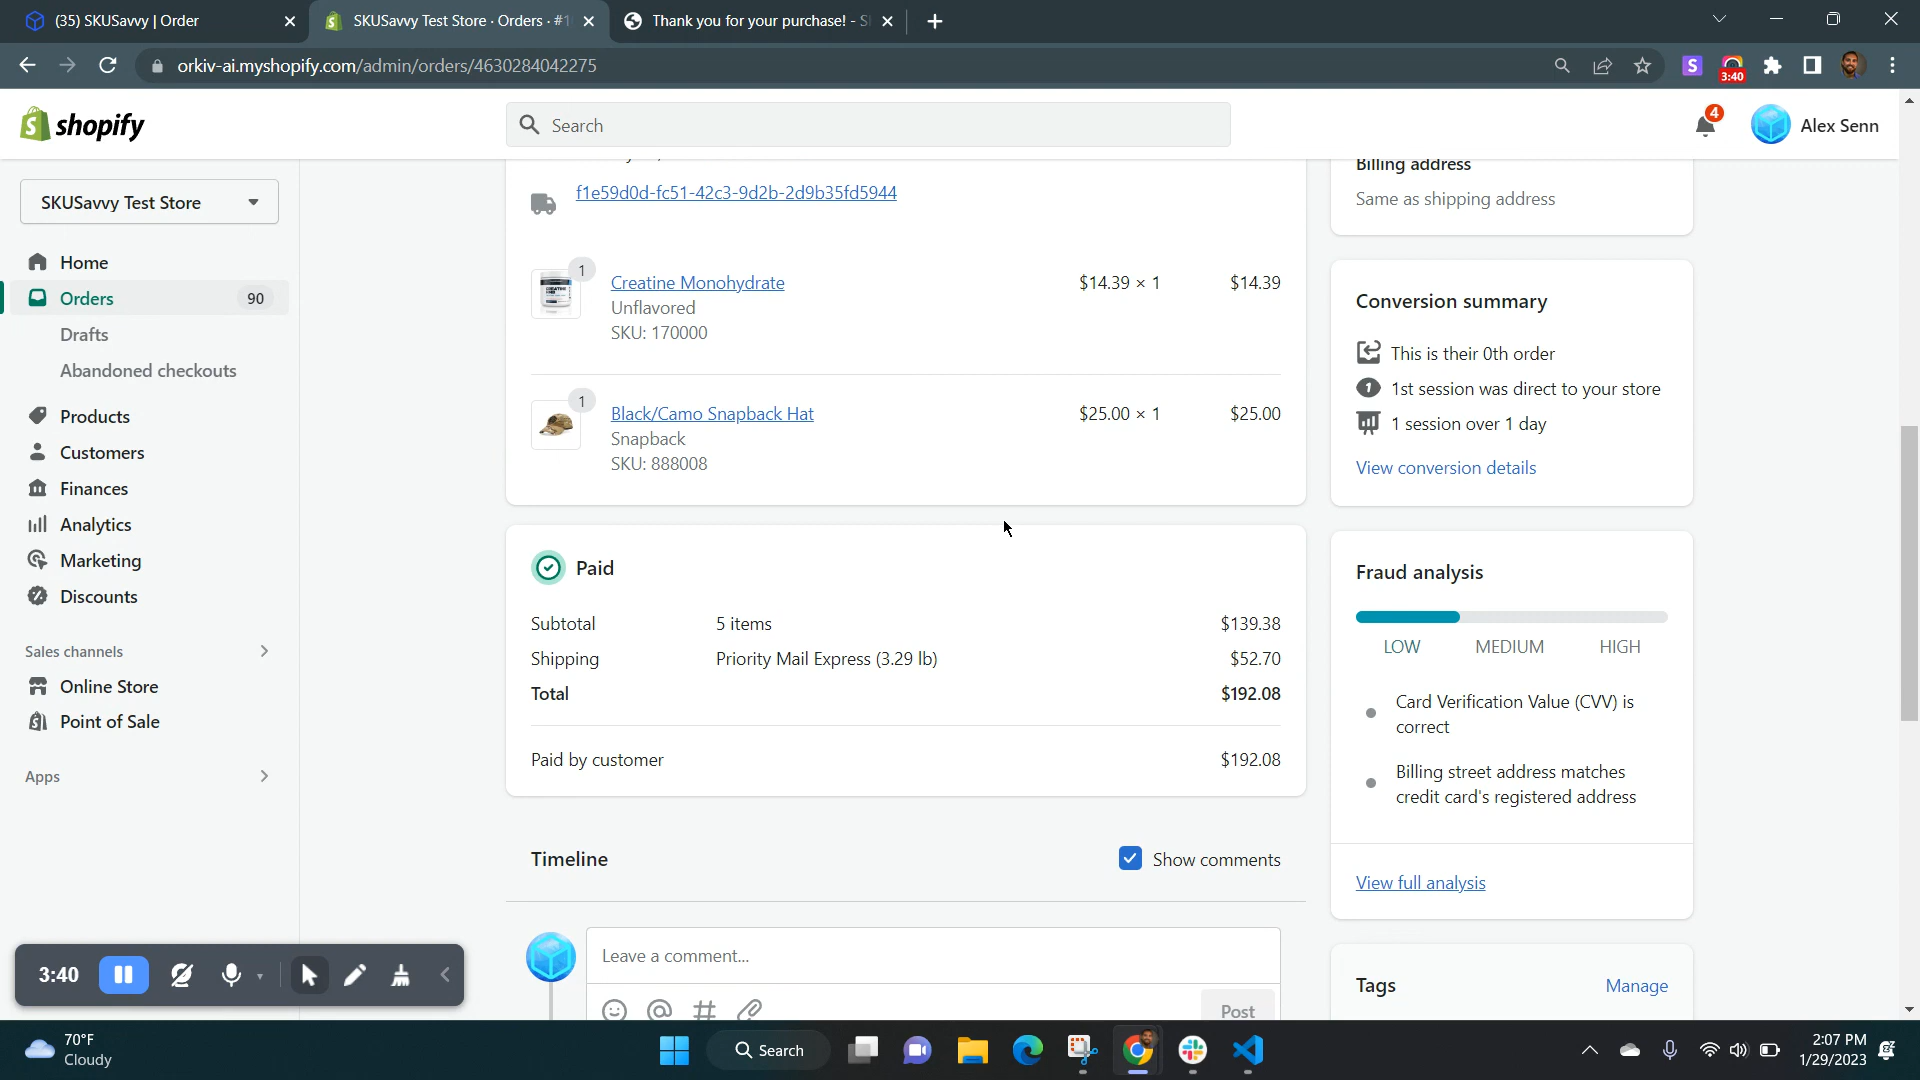 (35) SKUSavvy | Order
SKUSavvy Test Store · Orders · #1
Thank you for your purchase! - S
orkiv-ai.myshopify.com/admin/orders/4630284042275
S
3:40
shopify
Search
4
Alex Senn
SKUSavvy Test Store
Home
Orders 90
Drafts
Abandoned checkouts
Products
Customers
Finances
Analytics
Marketing
Discounts
Sales channels
Online Store
Point of Sale
Apps
f1e59d0d-fc51-42c3-9d2b-2d9b35fd5944
1
Creatine Monohydrate $14.39 × 1 $14.39
Unflavored
SKU: 170000
1
Black/Camo Snapback Hat $25.00 × 1 $25.00
Snapback
SKU: 888008
Paid
Subtotal 5 items $139.38
Shipping Priority Mail Express (3.29 lb) $52.70
Total $192.08
Paid by customer $192.08
Timeline
Show comments
Leave a comment...
Post
Billing address
Same as shipping address
Conversion summary
This is their 0th order
1 1st session was direct to your store
1 session over 1 day
View conversion details
Fraud analysis
LOW MEDIUM HIGH
Card Verification Value (CVV) is
correct
Billing street address matches
credit card's registered address
View full analysis
Tags Manage
3:40
70°F
Cloudy
Search
2:07 PM
1/29/2023